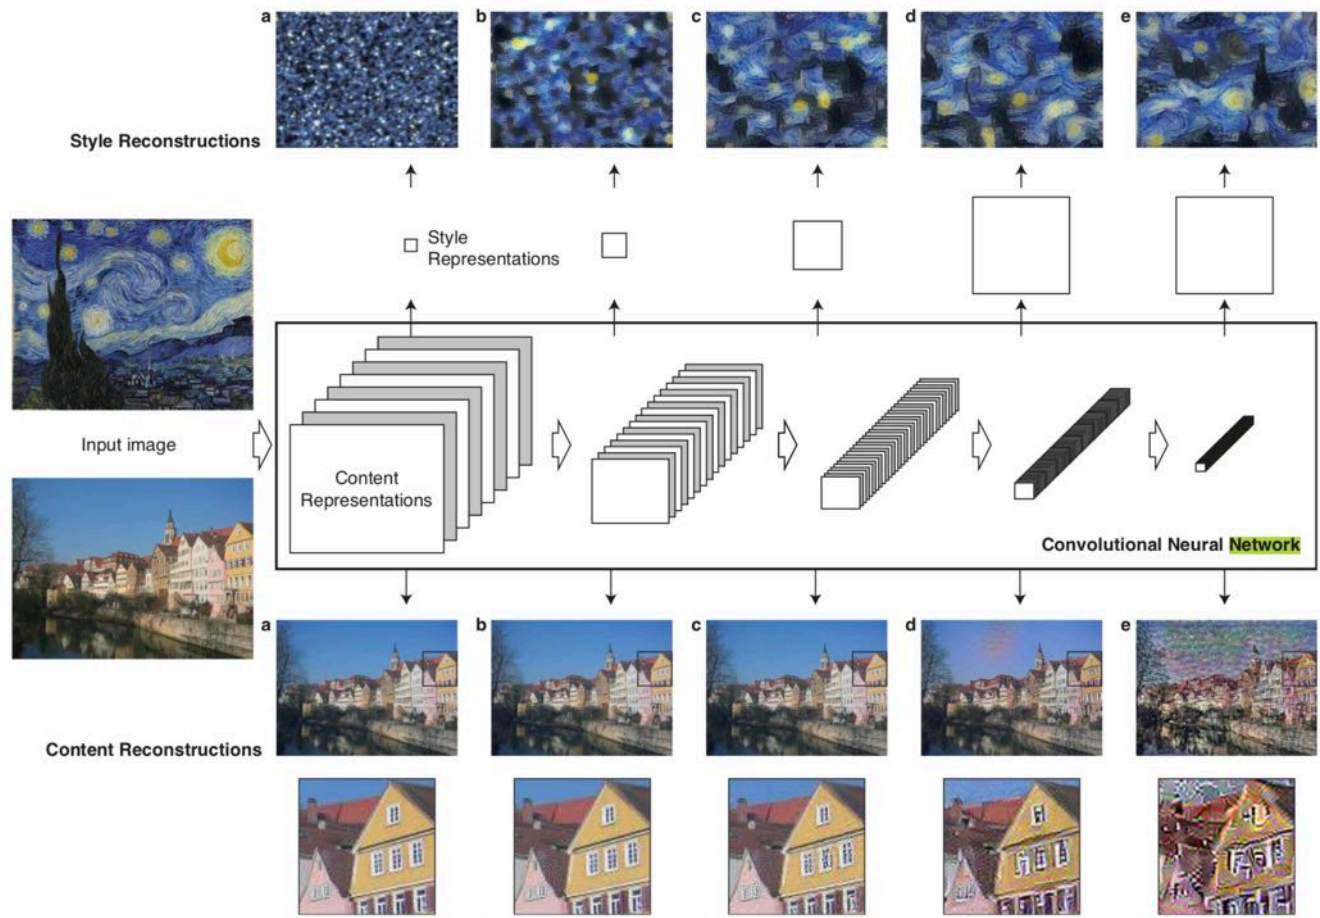 a
b
c
d
e
Style Reconstructions
Style
Representations
Input image
Content
Representations
Convolutional Neural Network
a
b
c
d
e
Content Reconstructions